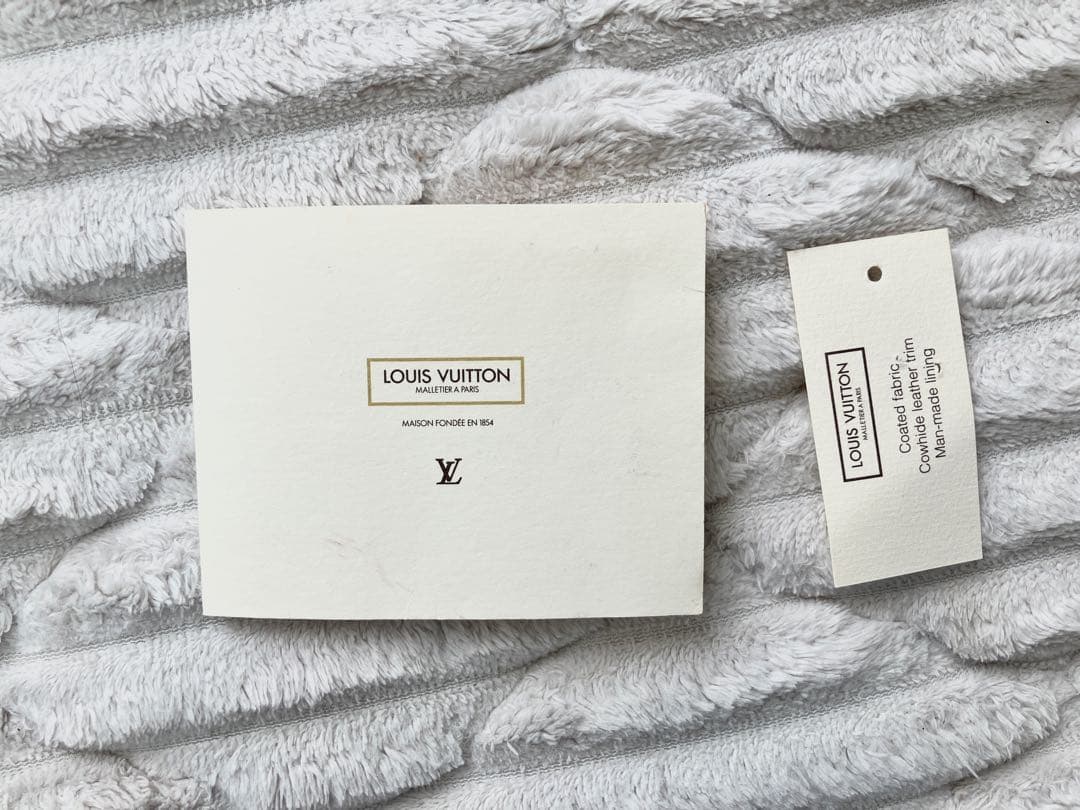 LOUIS VUITTON
MALLETIER A PARIS
MAISON FONDÉE EN 1854
LV
LOUIS VUITTON
MALLETIER A PARIS
Coated fabric -
Cowhide leather trim
Man-made lining